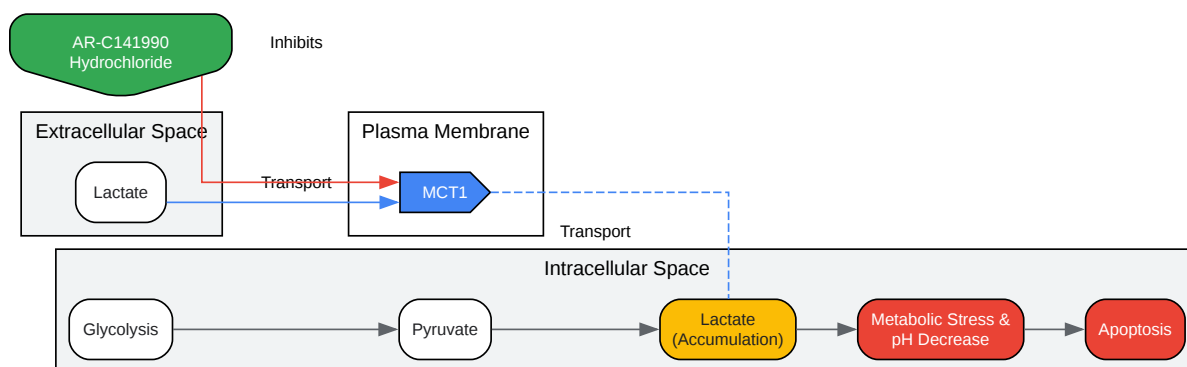 AR-C141990
Hydrochloride
Inhibits
Extracellular Space
Plasma Membrane
Lactate
Transport
MCT1
Transport
Intracellular Space
Glycolysis
Pyruvate
Lactate
(Accumulation)
Metabolic Stress &
pH Decrease
Apoptosis